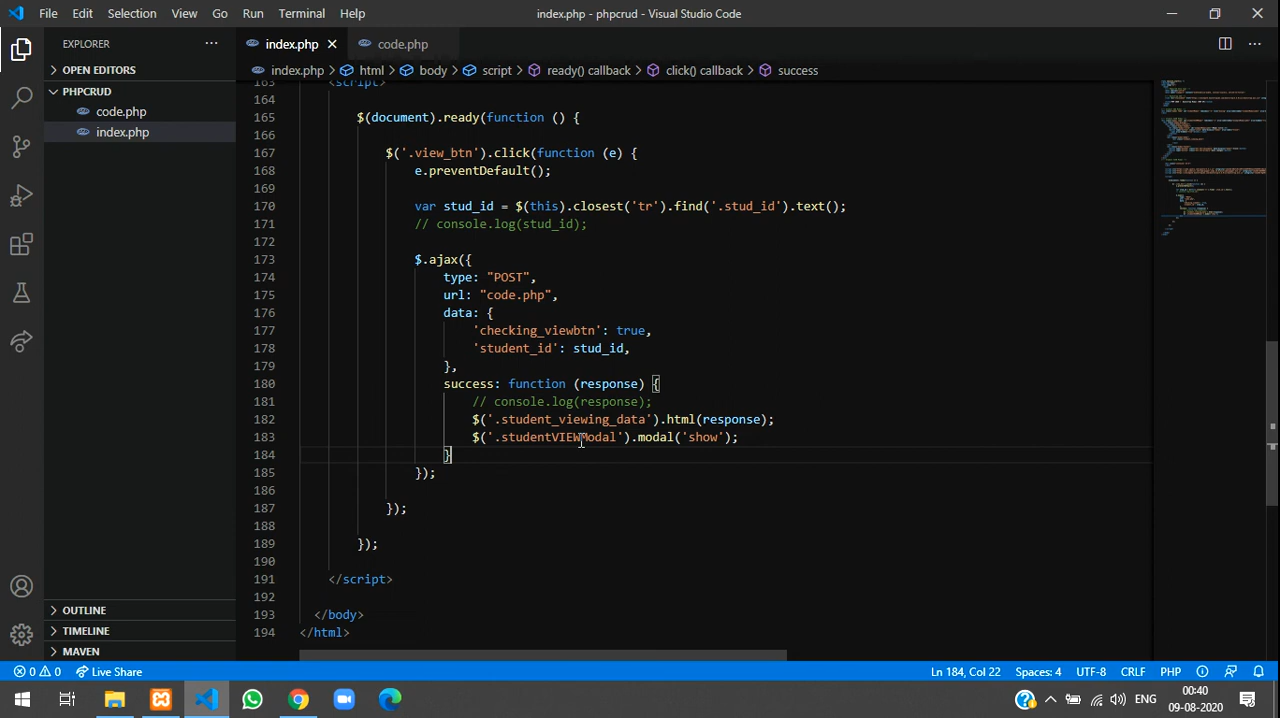 File Edit Selection View Go Run Terminal Help
index.php - phpcrud - Visual Studio Code
EXPLORER
OPEN EDITORS
PHPCRUD
code.php
index.php
OUTLINE
TIMELINE
MAVEN
index.php
code.php
index.php > html > body > script > ready() callback > click() callback > success
163 <script>
164
165 $(document).ready(function () {
166
167 $('.view_btn').click(function (e) {
168 e.preventDefault();
169
170 var stud_id = $(this).closest('tr').find('.stud_id').text();
171 // console.log(stud_id);
172
173 $.ajax({
174 type: "POST",
175 url: "code.php",
176 data: {
177 'checking_viewbtn': true,
178 'student_id': stud_id,
179 },
180 success: function (response) {
181 // console.log(response);
182 $('.student_viewing_data').html(response);
183 $('.studentVIEWModal').modal('show');
184 }
185 });
186
187 });
188
189 });
190
191 </script>
192
193 </body>
194 </html>
0 0 Live Share
Ln 184, Col 22 Spaces: 4 UTF-8 CRLF PHP
ENG
00:40
09-08-2020